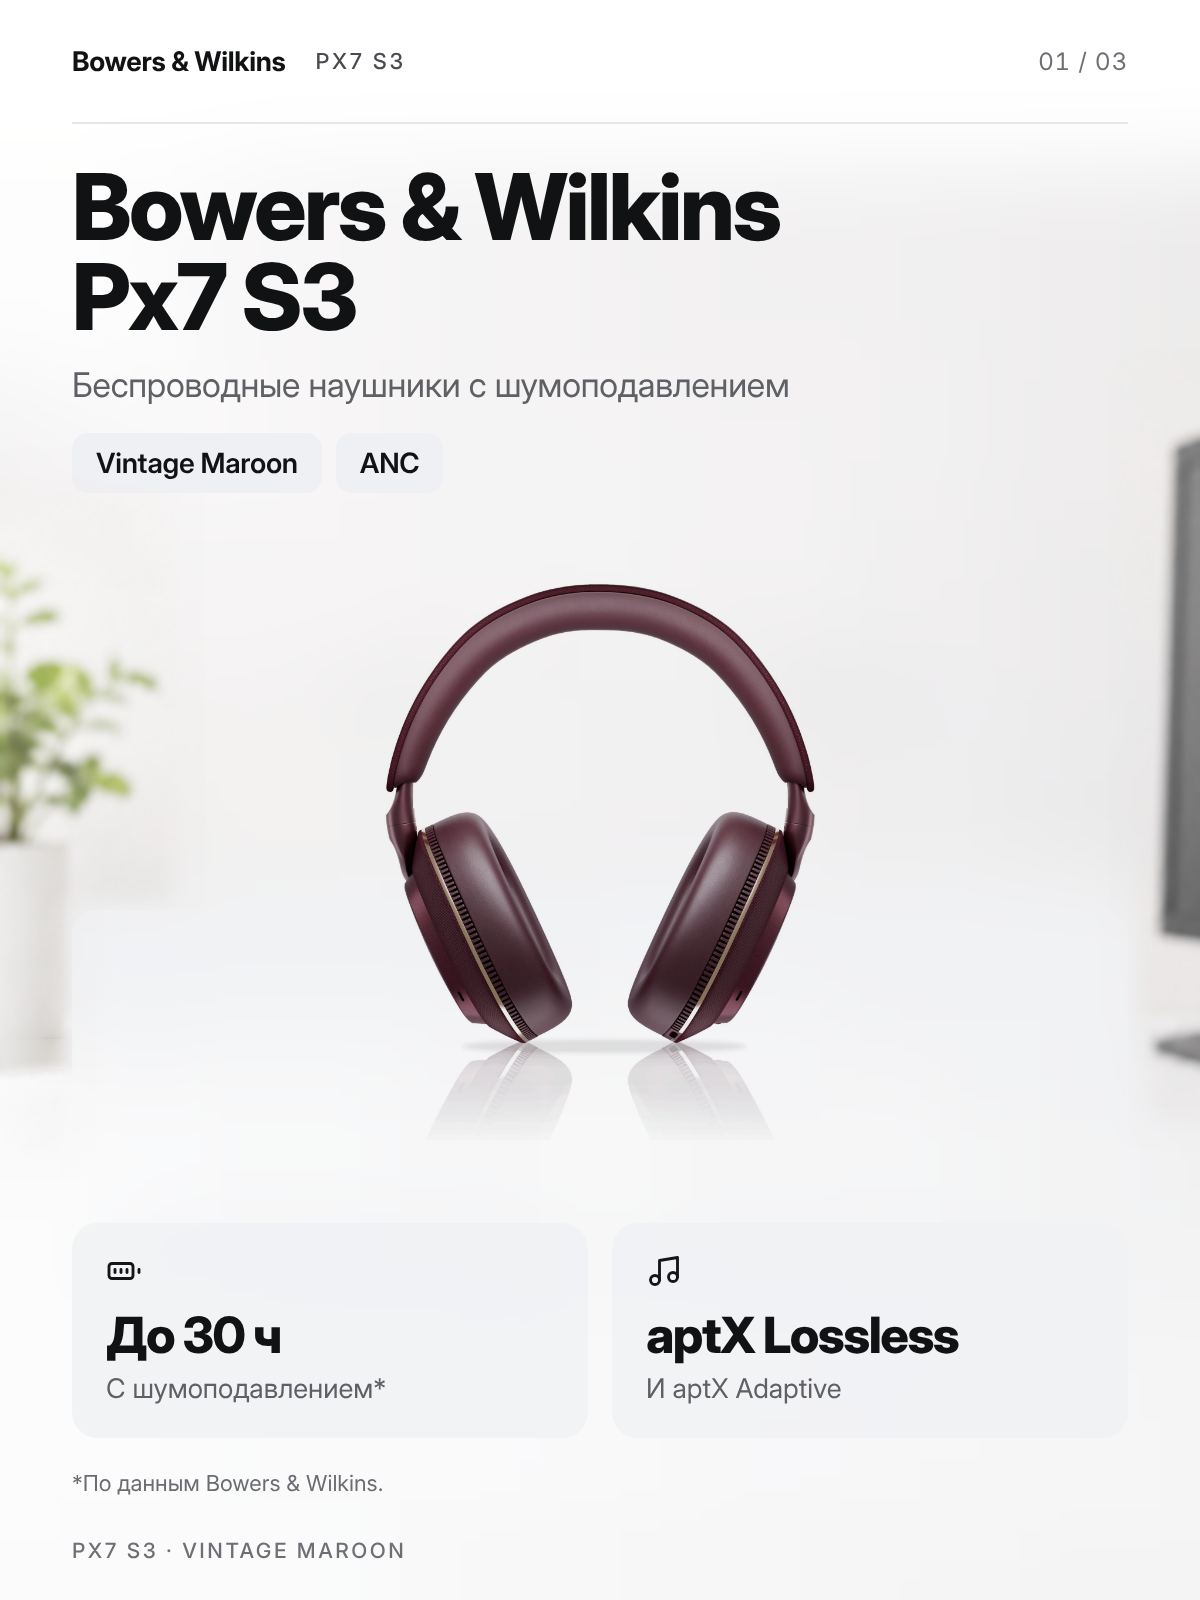 Bowers & Wilkins PX7 S3 01 / 03
Bowers & Wilkins
Px7 S3
Беспроводные наушники с шумоподавлением
Vintage Maroon ANC
До 30 ч
С шумоподавлением*
aptX Lossless
И aptX Adaptive
*По данным Bowers & Wilkins.
PX7 S3 · VINTAGE MAROON